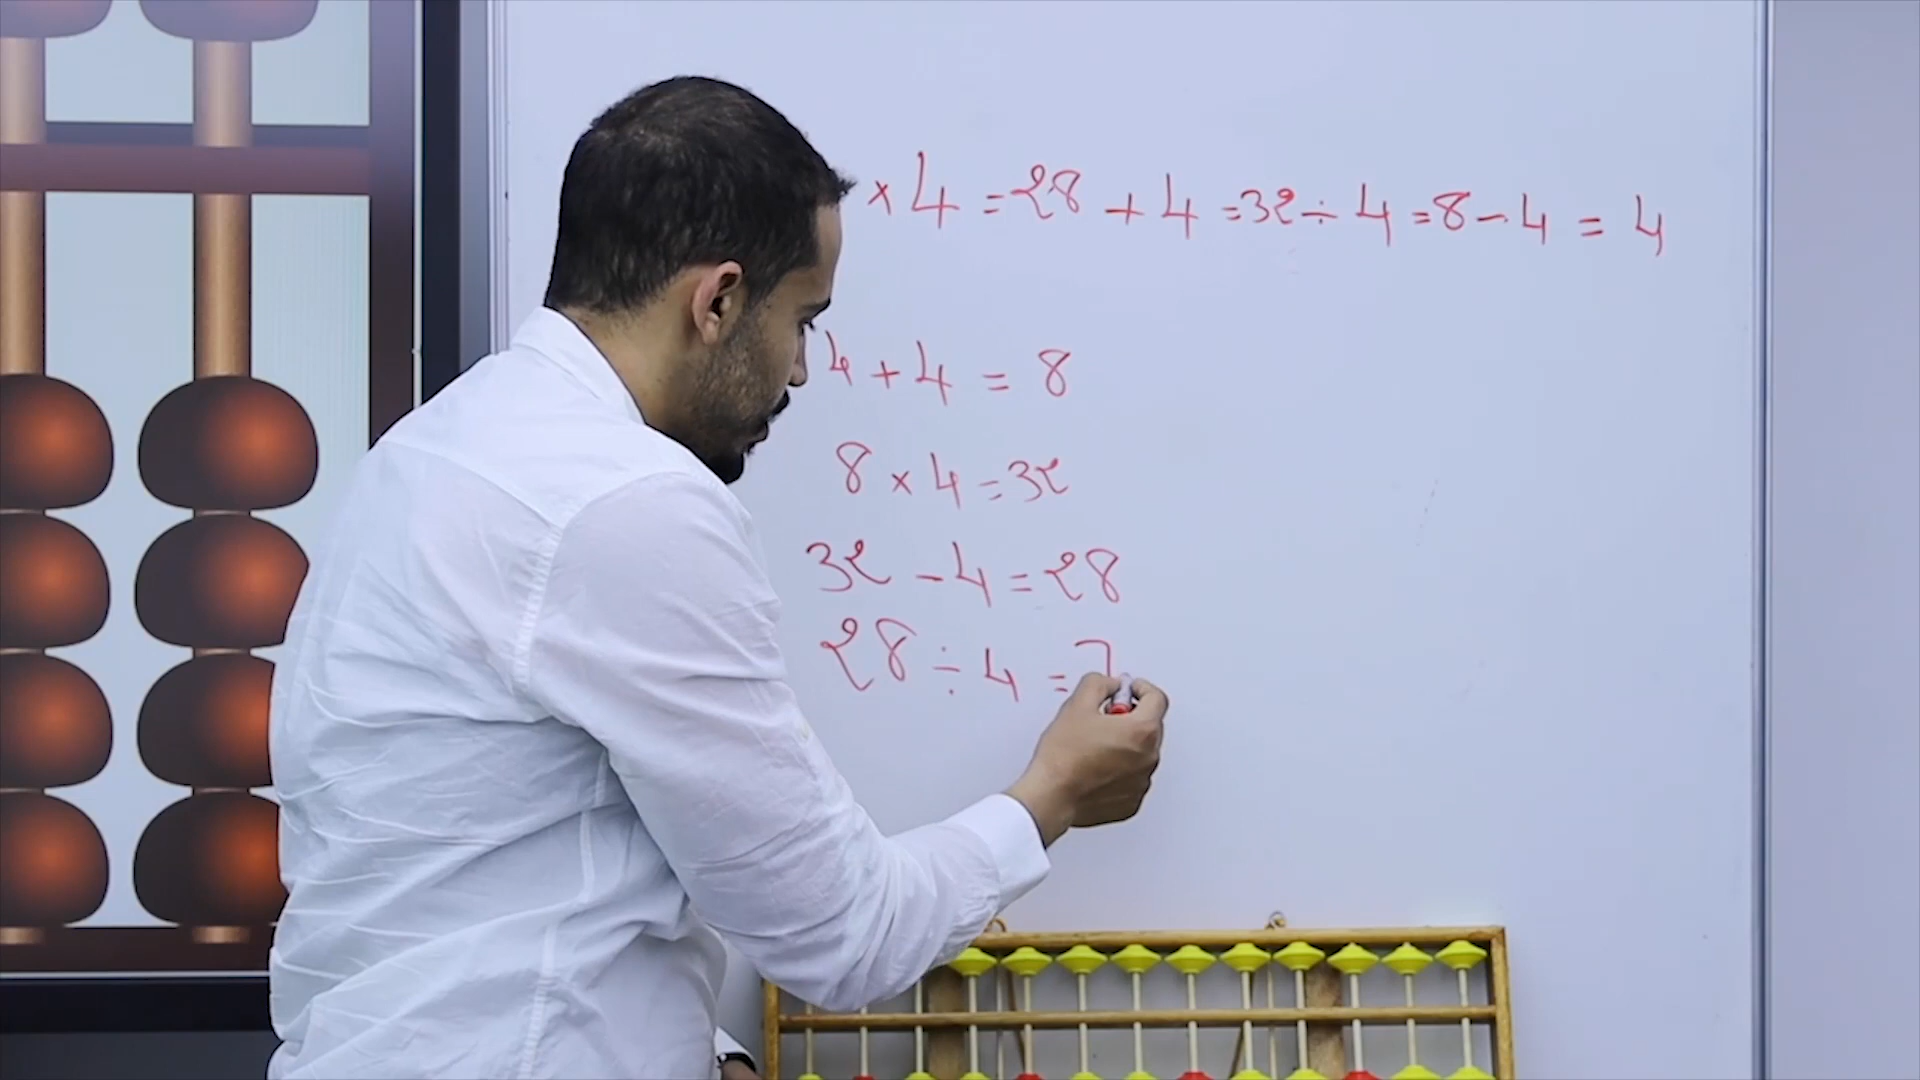 × 4 = 28 + 4 = 32 ÷ 4 = 8 - 4 = 4
4 + 4 = 8
8 × 4 = 32
32 - 4 = 28
28 ÷ 4 = 7